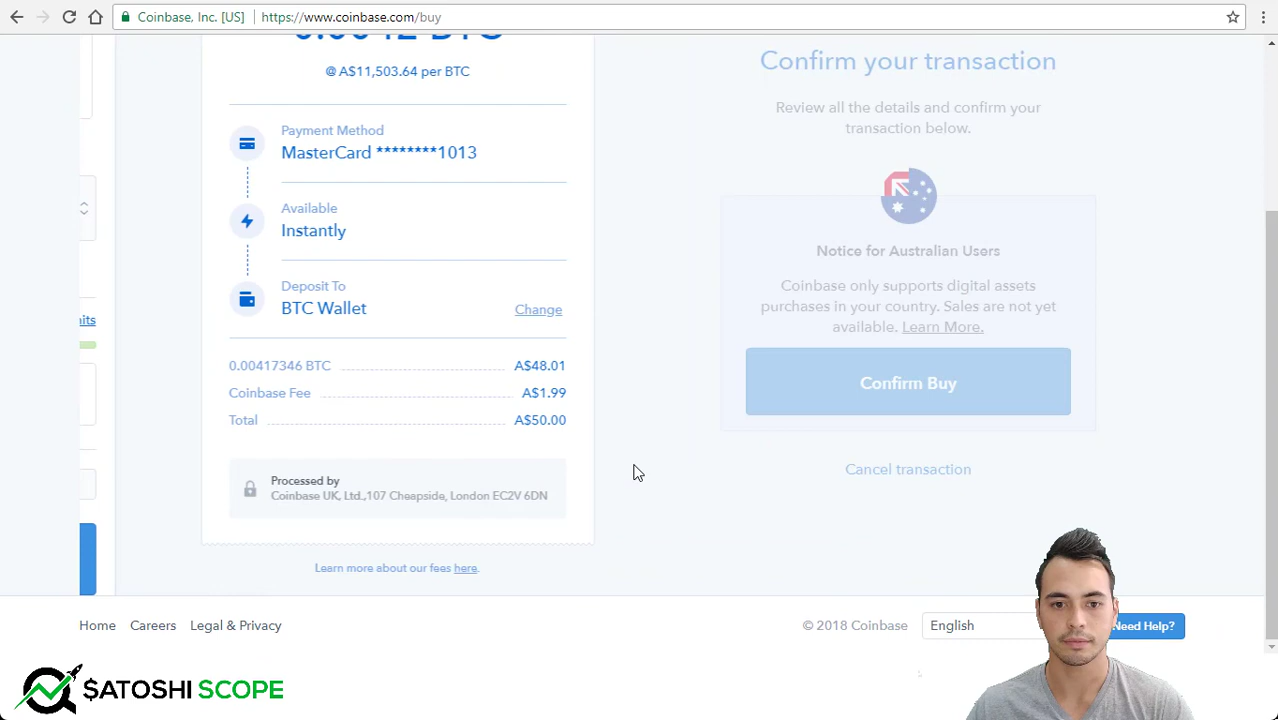 Coinbase, Inc. [US]
https://www.coinbase.com/buy
0.0042 BTC
@ A$11,503.64 per BTC
Payment Method
MasterCard ********1013
Available
Instantly
Deposit To
BTC Wallet
Change
0.00417346 BTC A$48.01
Coinbase Fee A$1.99
Total A$50.00
Processed by
Coinbase UK, Ltd.,107 Cheapside, London EC2V 6DN
Learn more about our fees here.
Confirm your transaction
Review all the details and confirm your
transaction below.
Notice for Australian Users
Coinbase only supports digital assets
purchases in your country. Sales are not yet
available. Learn More.
Confirm Buy
Cancel transaction
Home
Careers
Legal & Privacy
© 2018 Coinbase
English
Need Help?
$ATOSHI SCOPE